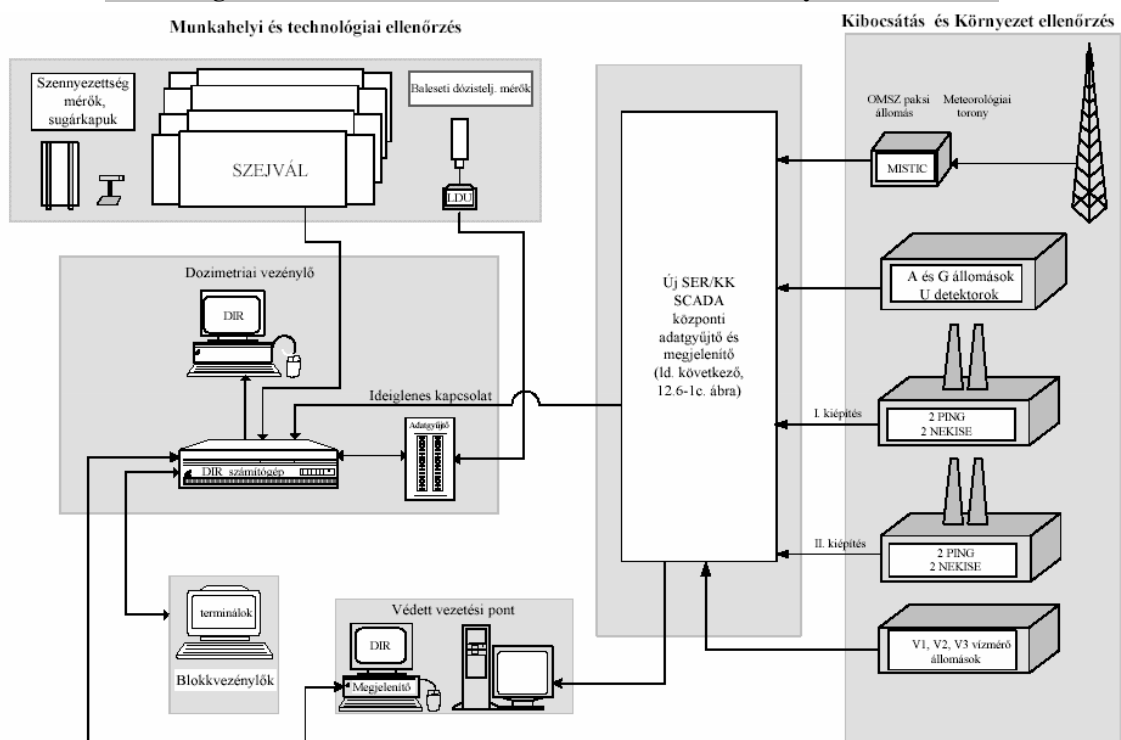 Munkahelyi és technológiai ellenőrzés
Kibocsátás és Környezet ellenőrzés
Szennyezettség
mérők,
sugárkapuk
SZEJVÁL
Baleseti dózistelj. mérők
LDU
OMSZ paksi
állomás
Meteorológiai
torony
MISTIC
Dozimetriai vezénylő
DIR
Ideiglenes kapcsolat
Adatgyűjtő
DIR számítógép
Új SER/KK
SCADA
központi
adatgyűjtő és
megjelenítő
(ld. következő,
12.6-1c. ábra)
A és G állomások
U detektorok
I. kiépítés
2 PING
2 NEKISE
II. kiépítés
2 PING
2 NEKISE
V1, V2, V3 vízmérő
állomások
terminálok
Blokkvezénylők
Védett vezetési pont
DIR
Megjelenítő